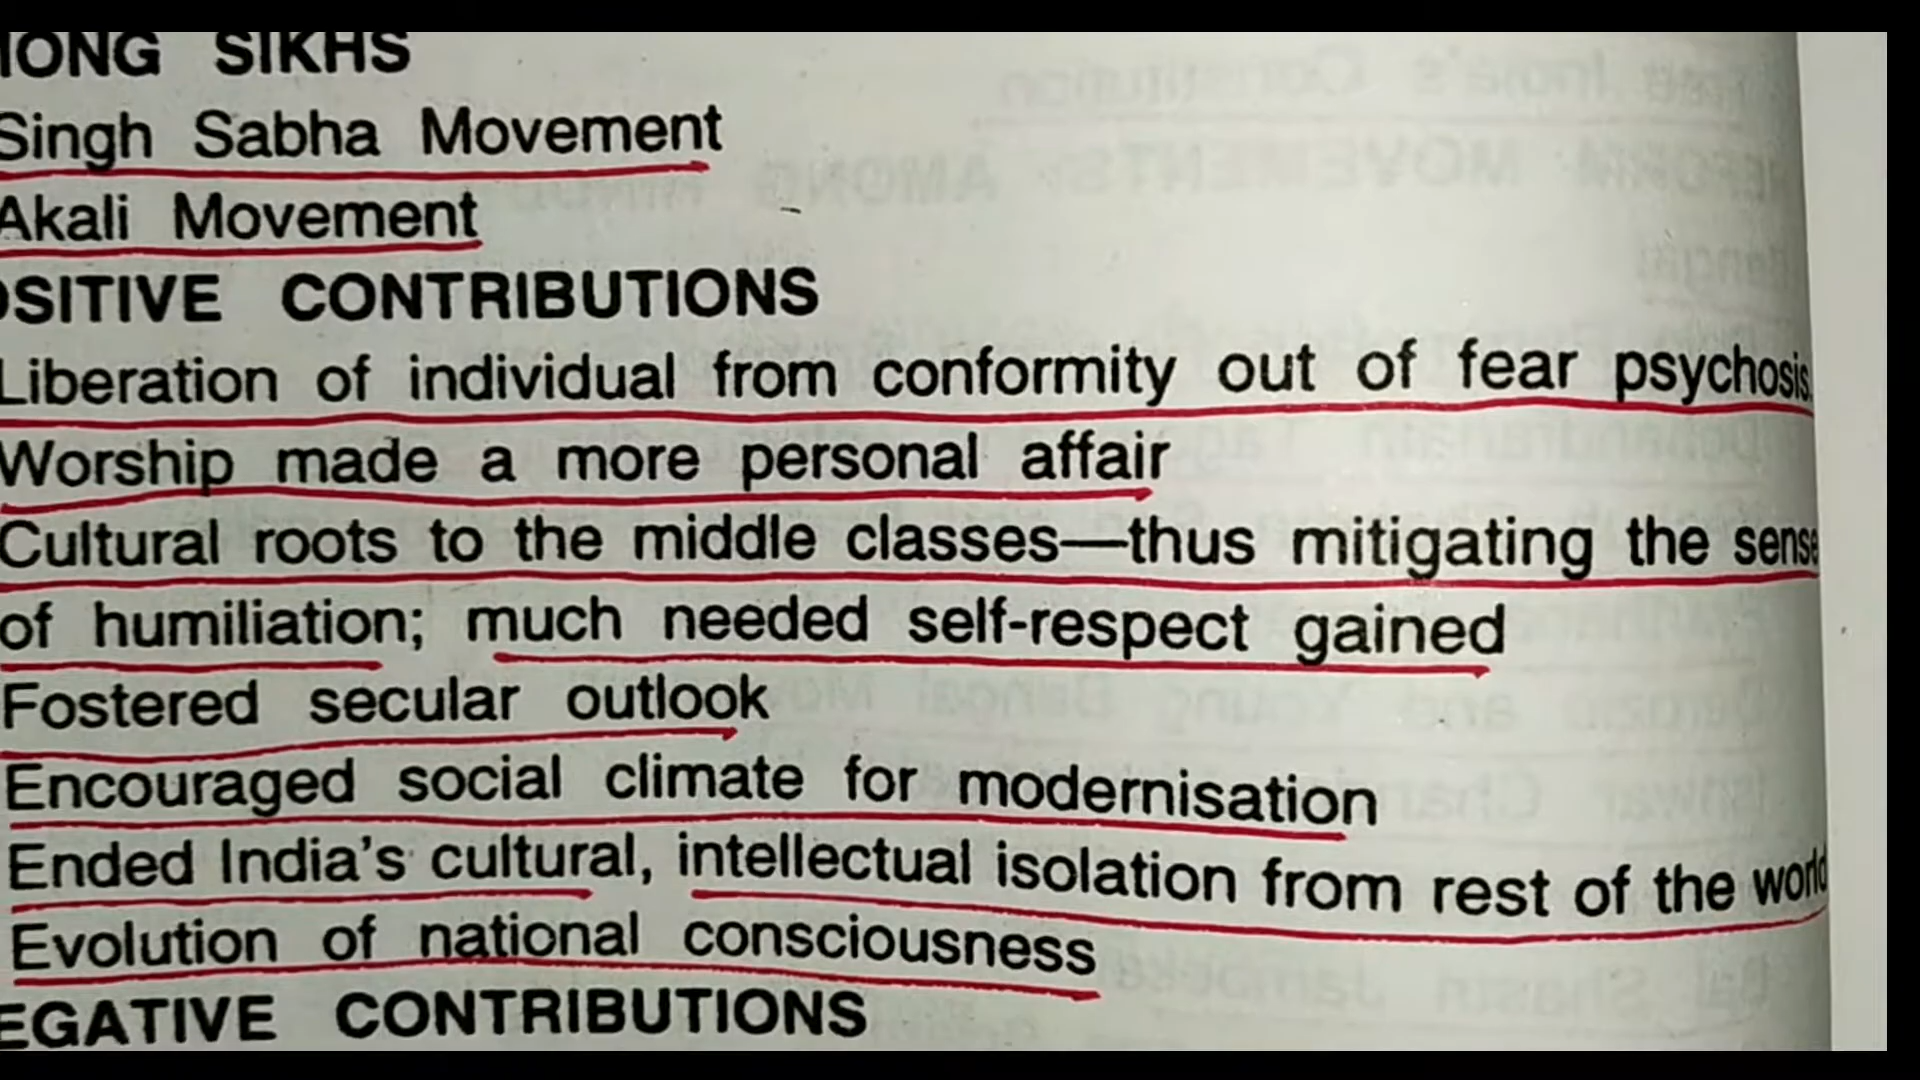 IONG SIKHS
Singh Sabha Movement
Akali Movement
OSITIVE CONTRIBUTIONS
Liberation of individual from conformity out of fear psychosis.
Worship made a more personal affair
Cultural roots to the middle classes—thus mitigating the sense
of humiliation; much needed self-respect gained
Fostered secular outlook
Encouraged social climate for modernisation
Ended India's cultural, intellectual isolation from rest of the world
Evolution of national consciousness
EGATIVE CONTRIBUTIONS